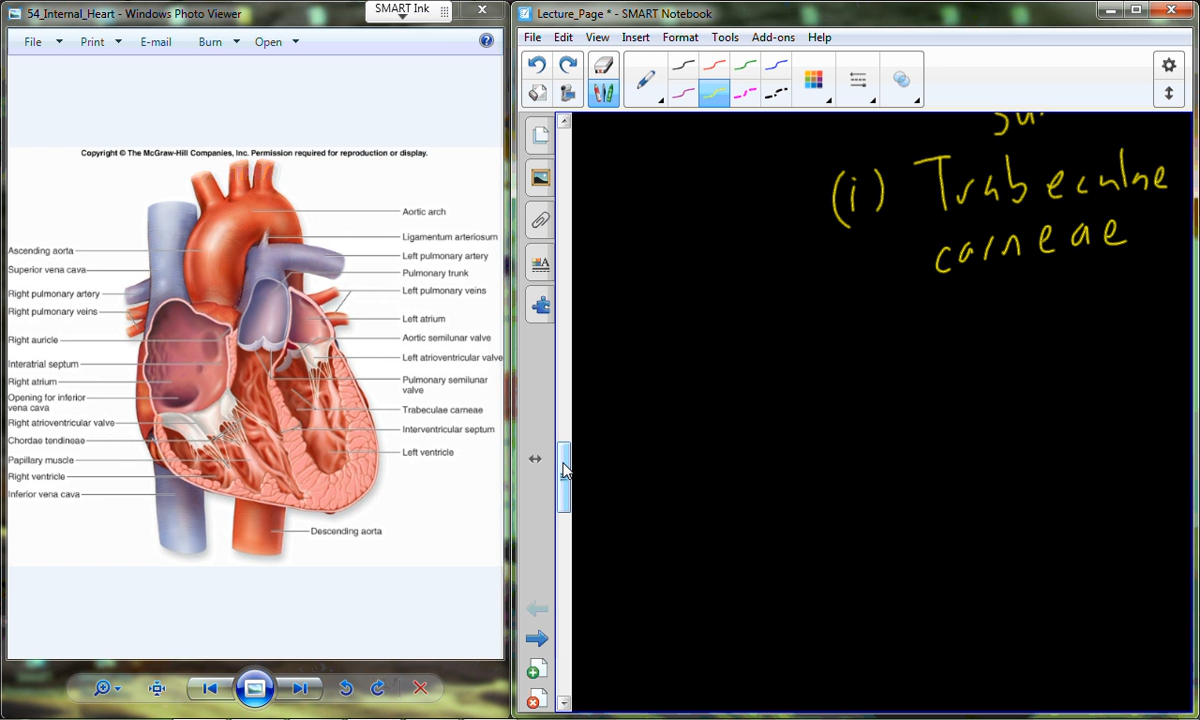 54_Internal_Heart - Windows Photo Viewer
SMART Ink
File Print E-mail Burn Open
Copyright © The McGraw-Hill Companies, Inc. Permission required for reproduction or display.
Ascending aorta
Superior vena cava
Right pulmonary artery
Right pulmonary veins
Right auricle
Interatrial septum
Right atrium
Opening for inferior
vena cava
Right atrioventricular valve
Chordae tendineae
Papillary muscle
Right ventricle
Inferior vena cava
Aortic arch
Ligamentum arteriosum
Left pulmonary artery
Pulmonary trunk
Left pulmonary veins
Left atrium
Aortic semilunar valve
Left atrioventricular valve
Pulmonary semilunar
valve
Trabeculae carneae
Interventricular septum
Left ventricle
Descending aorta
Lecture_Page * - SMART Notebook
File Edit View Insert Format Tools Add-ons Help
(i) Trabeculae
carneae